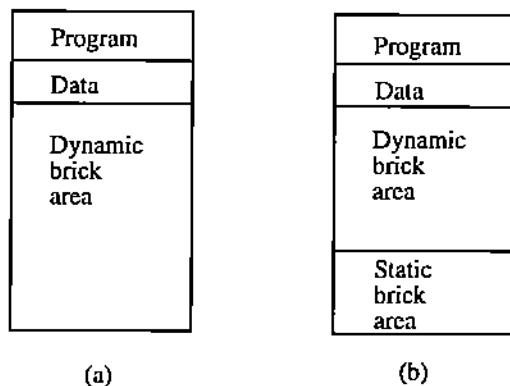 Program
Data
Dynamic
brick
area
(a)
Program
Data
Dynamic
brick
area
Static
brick
area
(b)